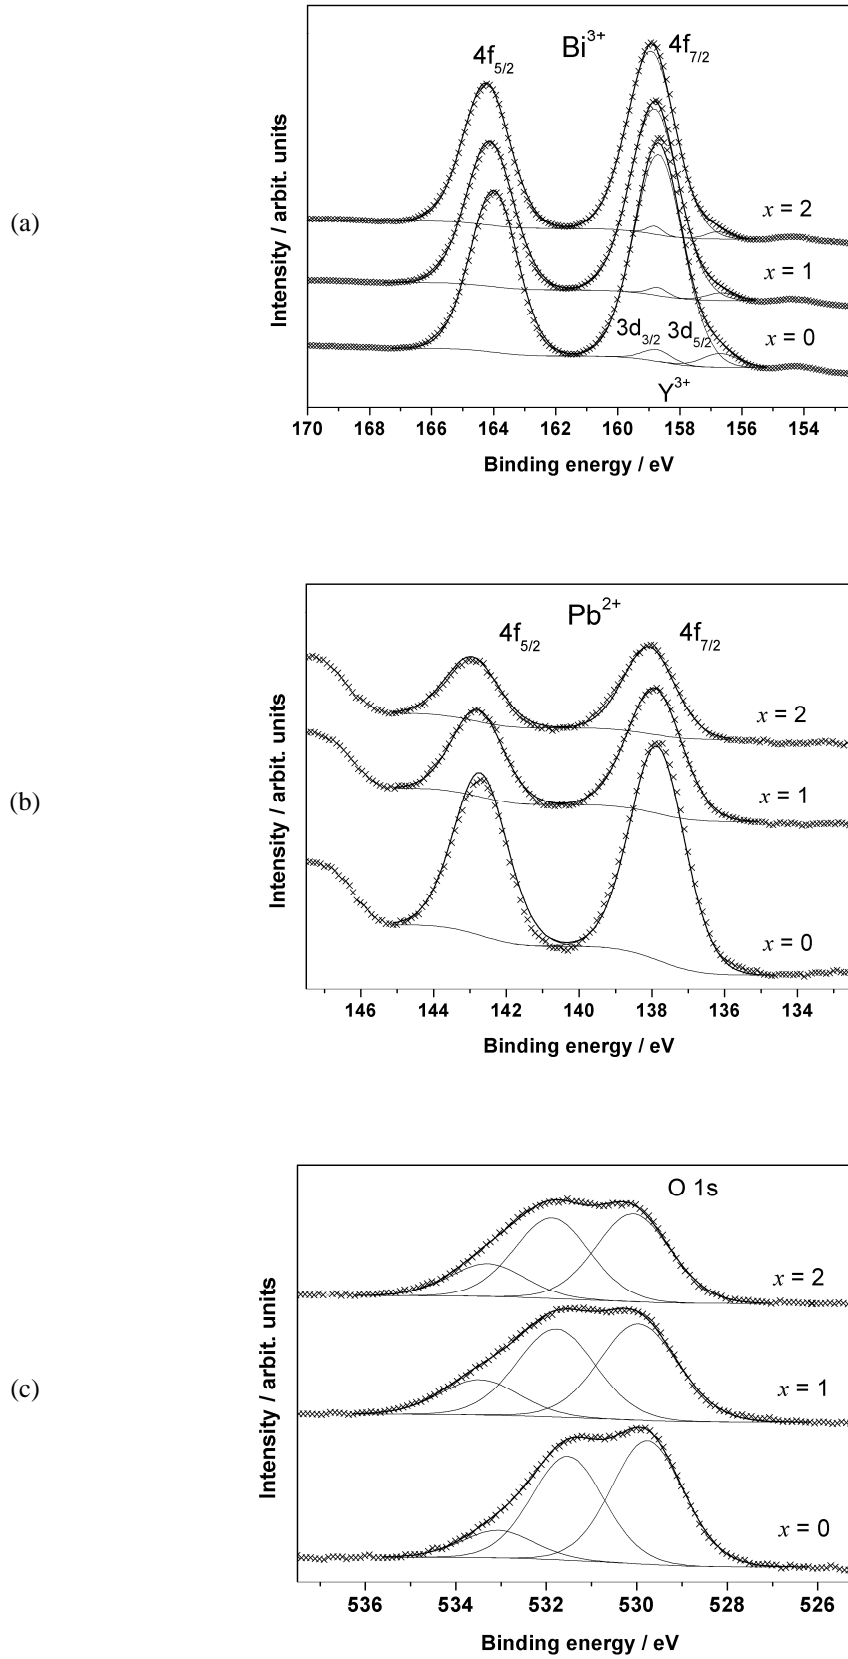 (a)
Intensity / arbit. units
4f5/2
Bi3+
4f7/2
x = 2
x = 1
3d3/2 3d5/2
x = 0
Y3+
170 168 166 164 162 160 158 156 154
Binding energy / eV
(b)
Intensity / arbit. units
Pb2+
4f5/2
4f7/2
x = 2
x = 1
x = 0
146 144 142 140 138 136 134
Binding energy / eV
(c)
Intensity / arbit. units
O 1s
x = 2
x = 1
x = 0
536 534 532 530 528 526
Binding energy / eV